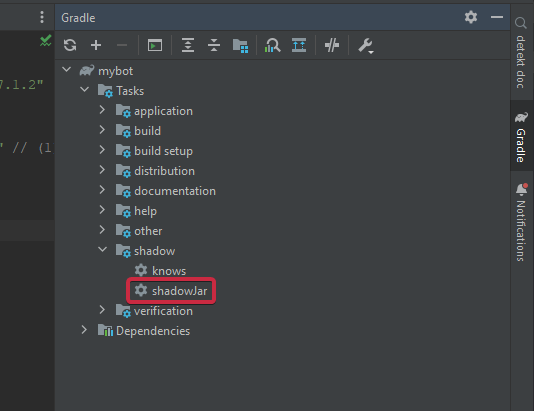 Gradle
mybot
7.1.2"
Tasks
application
build
" // (1
build setup
distribution
documentation
help
other
shadow
knows
shadowJar
verification
Dependencies
detekt doc
Gradle
Notifications